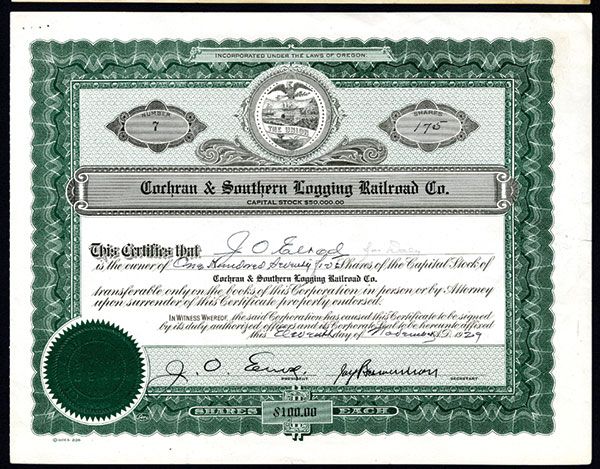 INCORPORATED UNDER THE LAWS OF OREGON
NUMBER
7
SHARES
175
THE UNION
Cochran & Southern Logging Railroad Co.
CAPITAL STOCK $50,000.00
This Certifies that J O Elrod
is the owner of One Hundred Seventy five Shares of the Capital Stock of
Cochran & Southern Logging Railroad Co.
transferable only on the books of this Corporation in person or by Attorney
upon surrender of this Certificate properly endorsed.
IN WITNESS WHEREOF, the said Corporation has caused this Certificate to be signed
by its duly authorized officers and its Corporate Seal to be hereunto affixed
this Eleventh day of November A.D. 1929
J. O. Elrod
PRESIDENT
SECRETARY
SHARES $100.00 EACH